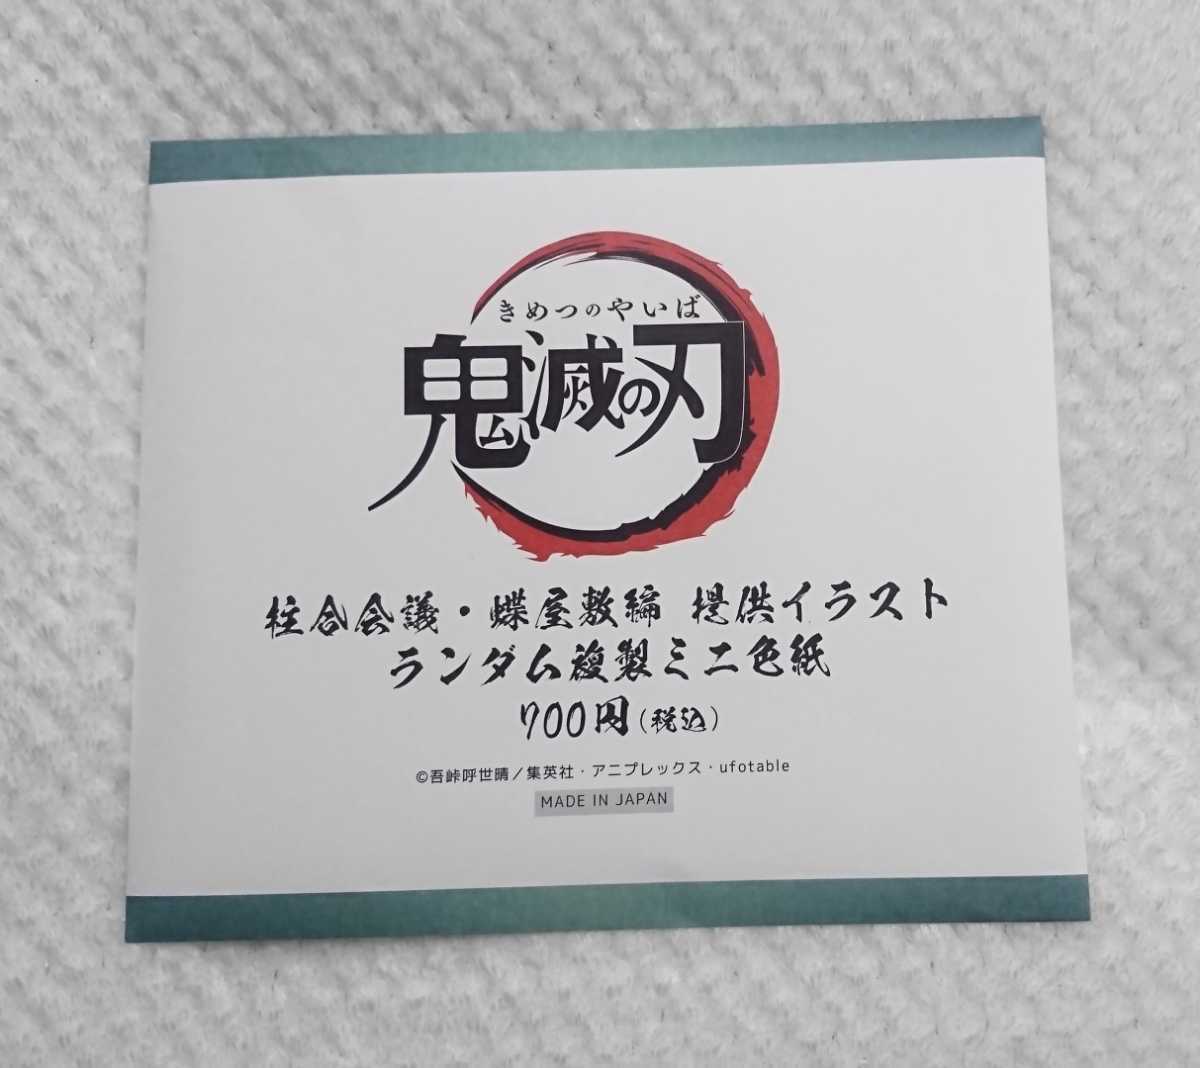 きめつのやいば
鬼滅の刃
柱合会議・蝶屋敷編 提供イラスト
ランダム複製ミニ色紙
700円(税込)
©吾峠呼世晴／集英社・アニプレックス・ufotable
MADE IN JAPAN